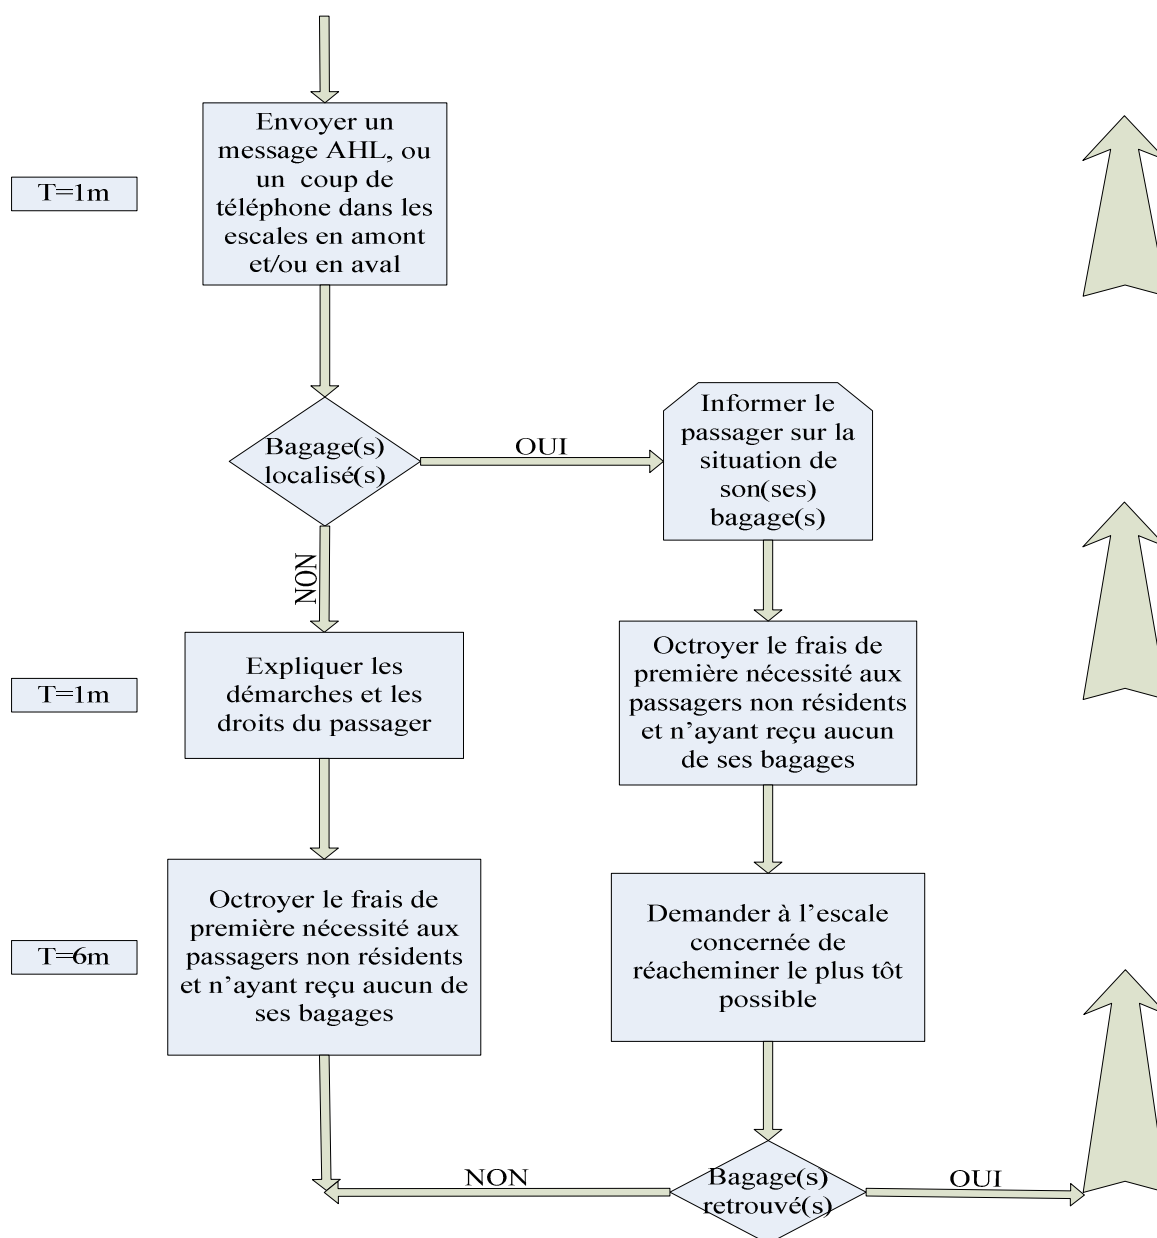 Envoyer un
message AHL, ou
un coup de
téléphone dans les
escales en amont
et/ou en aval
T=1m
Bagage(s)
localisé(s)
OUI
Informer le
passager sur la
situation de
son(ses)
bagage(s)
NON
Expliquer les
démarches et les
droits du passager
T=1m
Octroyer le frais de
première nécessité aux
passagers non résidents
et n’ayant reçu aucun
de ses bagages
Octroyer le frais de
première nécessité aux
passagers non résidents
et n’ayant reçu aucun de
ses bagages
T=6m
Demander à l’escale
concernée de
réacheminer le plus tôt
possible
NON
Bagage(s)
retrouvé(s)
OUI